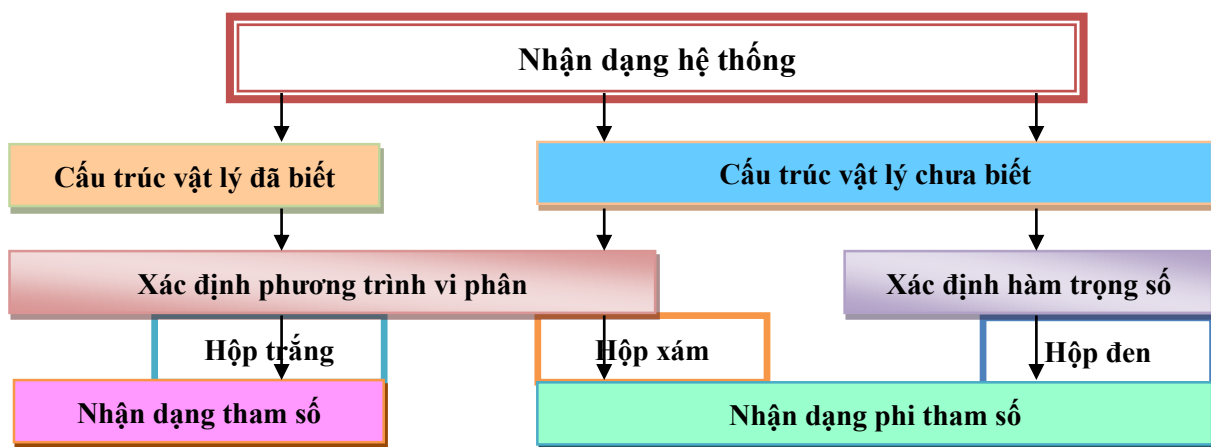 Nhận dạng hệ thống
Cấu trúc vật lý đã biết
Cấu trúc vật lý chưa biết
Xác định phương trình vi phân
Xác định hàm trọng số
Hộp trắng
Hộp xám
Hộp đen
Nhận dạng tham số
Nhận dạng phi tham số